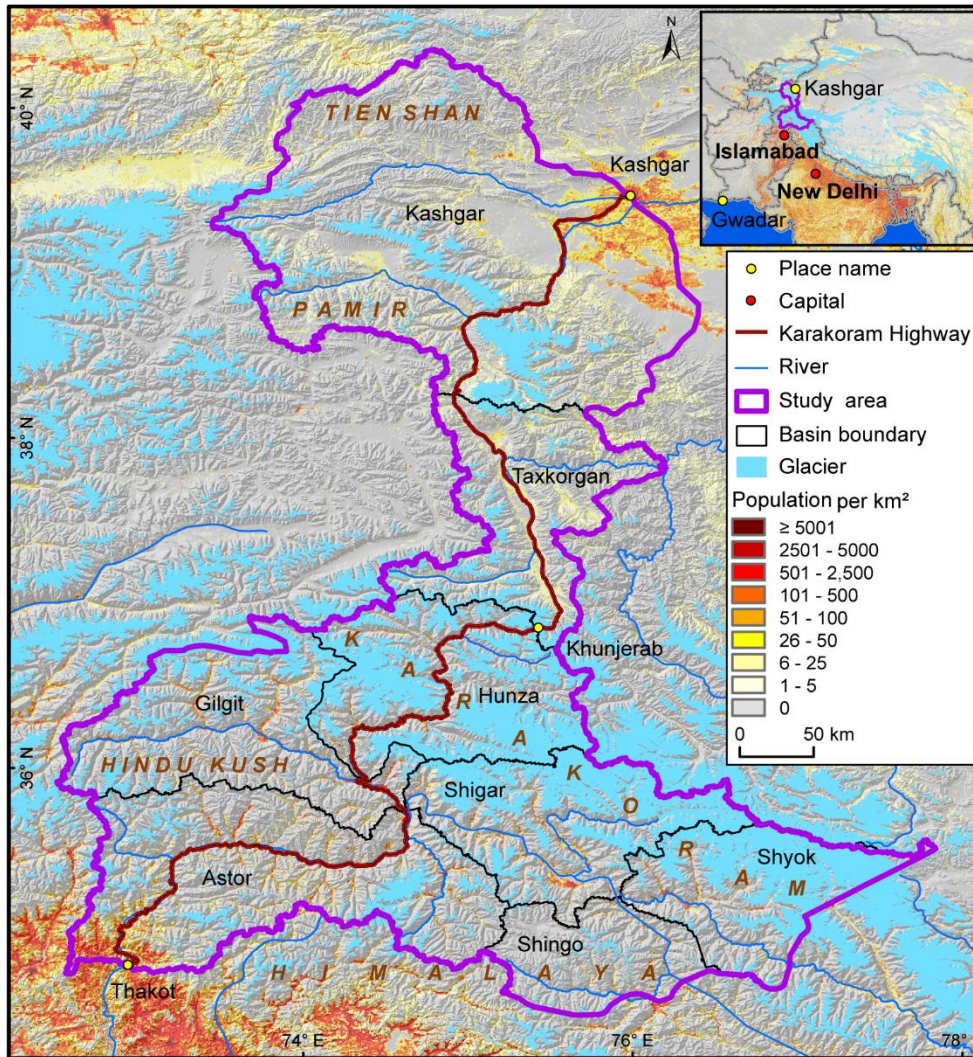 N
40° N
38° N
36° N
74° E
76° E
78° E
TIEN SHAN
Kashgar
Kashgar
PAMIR
Taxkorgan
Khunjerab
KARAKORAM
Hunza
Gilgit
HINDU KUSH
Shigar
Shyok
Astor
Shingo
HIMALAYA
Thakot
Kashgar
Islamabad
New Delhi
Gwadar
Place name
Capital
Karakoram Highway
River
Study area
Basin boundary
Glacier
Population per km²
≥ 5001
2501 - 5000
501 - 2,500
101 - 500
51 - 100
26 - 50
6 - 25
1 - 5
0
0 50 km